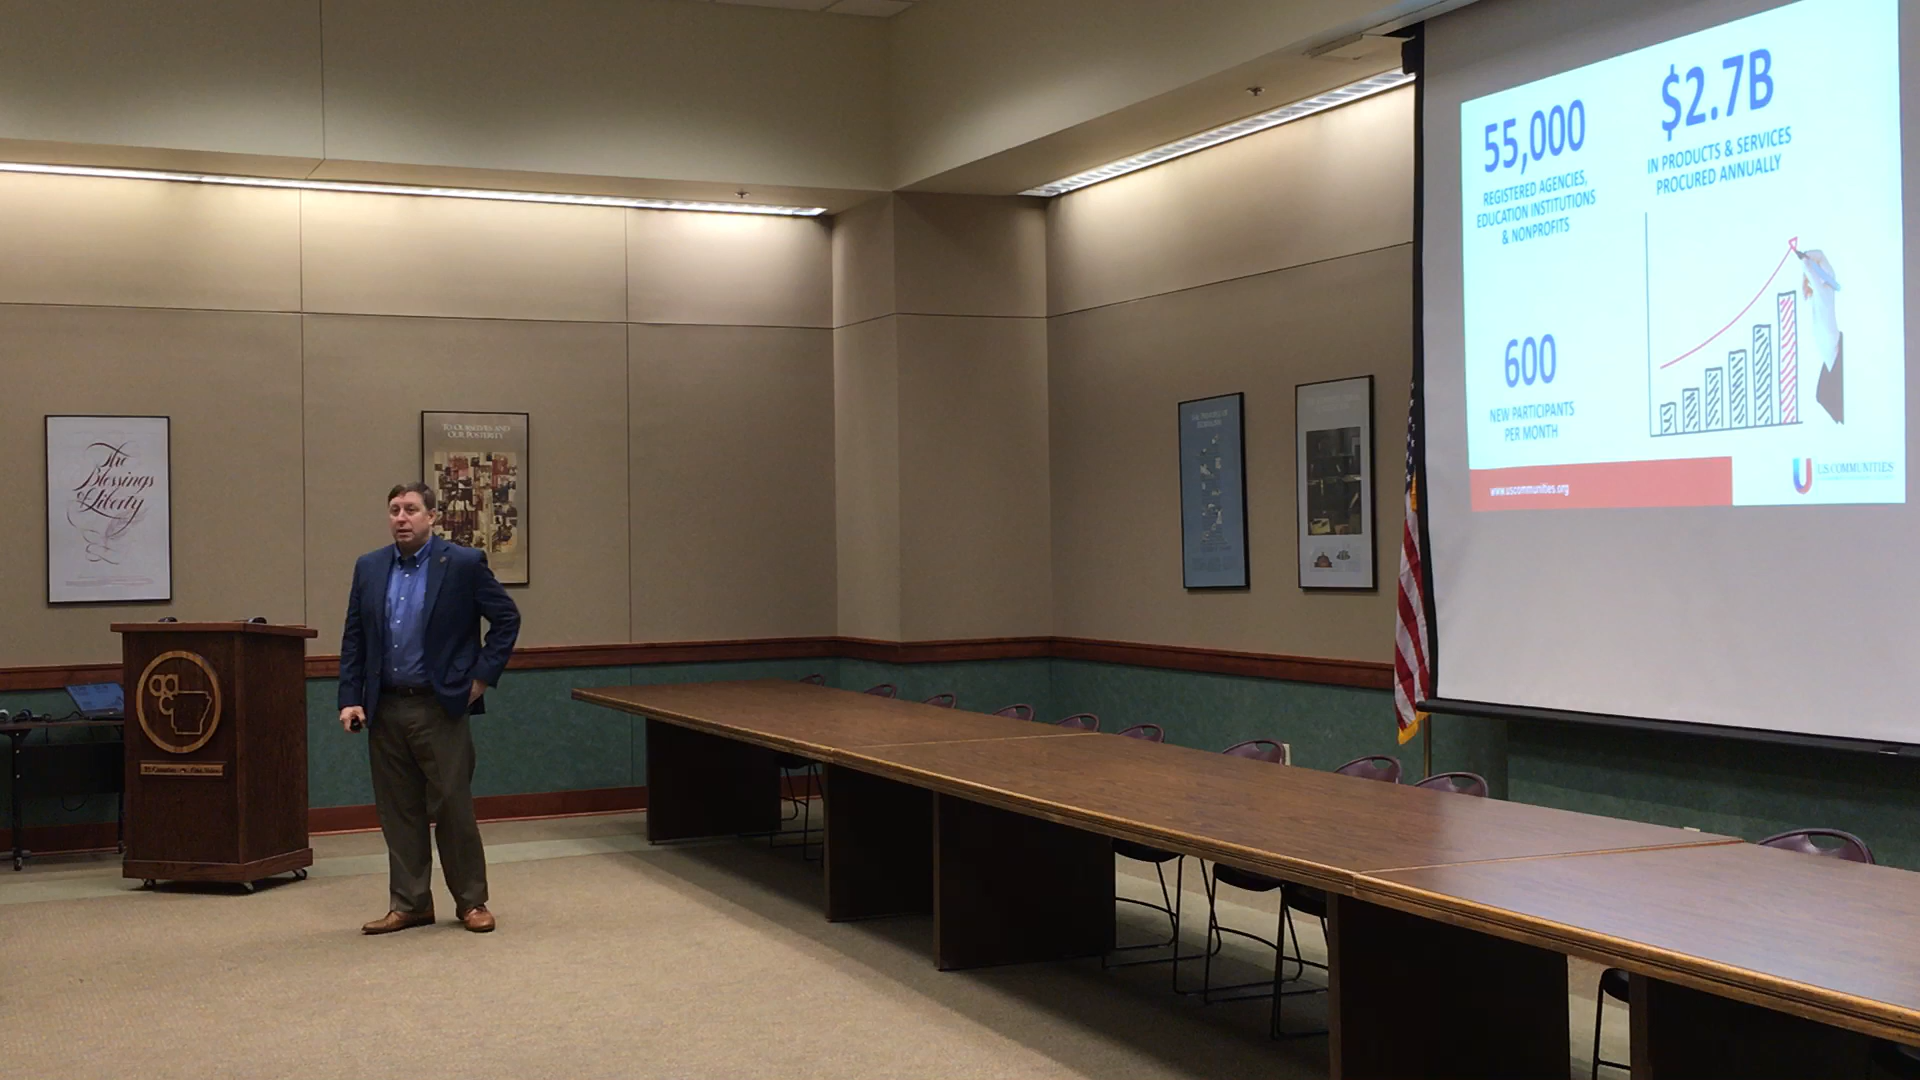 55,000
REGISTERED AGENCIES,
EDUCATION INSTITUTIONS
& NONPROFITS
$2.7B
IN PRODUCTS & SERVICES
PROCURED ANNUALLY
600
NEW PARTICIPANTS
PER MONTH
www.uscommunities.org
U.S. COMMUNITIES
The
Blessings
of Liberty
TO OURSELVES AND
OUR POSTERITY